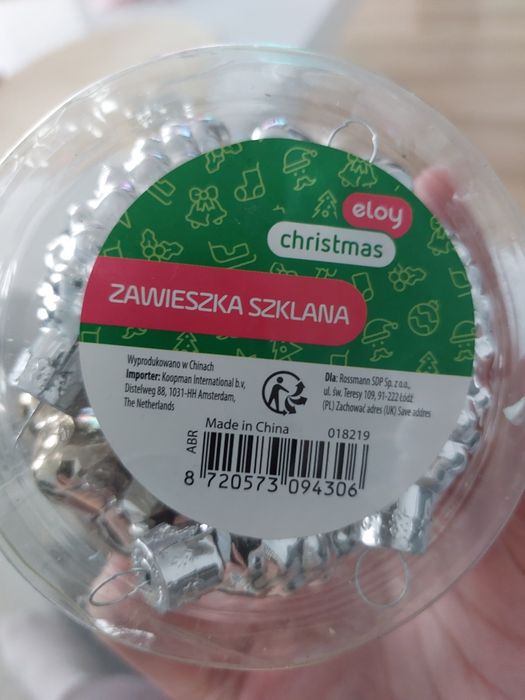 eloy
christmas
ZAWIESZKA SZKLANA
Wyprodukowano w Chinach
Importer: Koopman International b.v,
Distelweg 88, 1031-HH Amsterdam,
The Netherlands
Dla: Rossmann SDP Sp. z o.o.,
ul. św. Teresy 109, 91-222 Łódź
(PL) Zachować adres (UK) Save addres
Made in China
018219
ABR
8 720573 094306